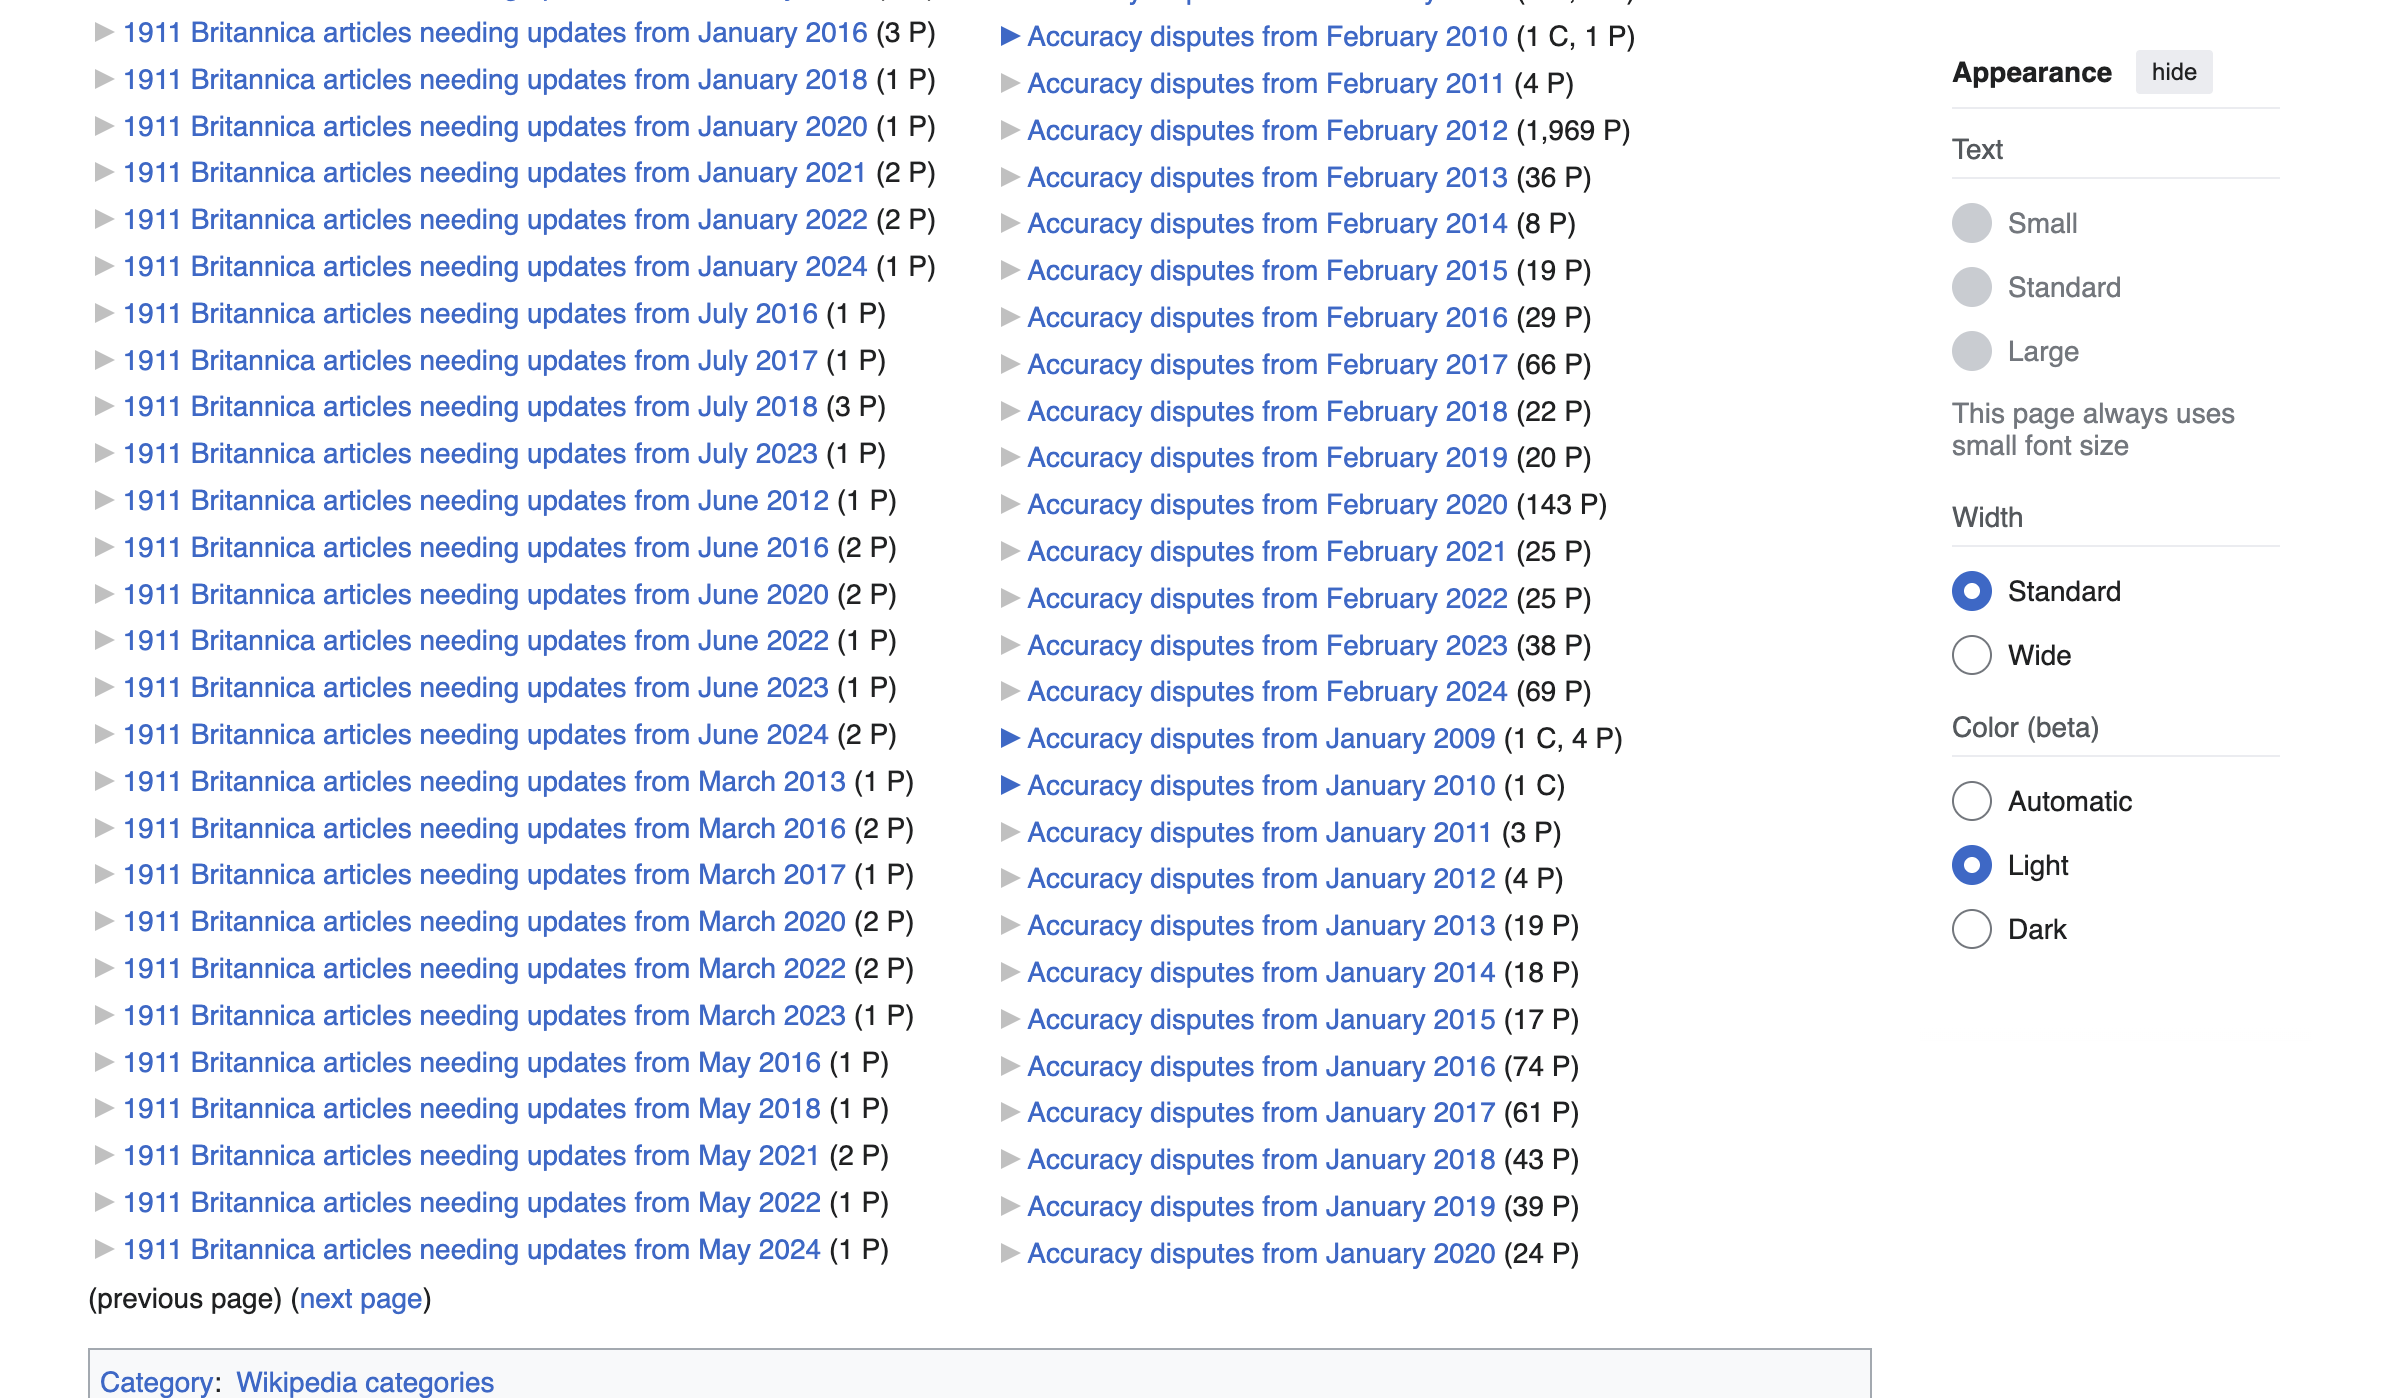 1911 Britannica articles needing updates from January 2016 (3 P)
1911 Britannica articles needing updates from January 2018 (1 P)
1911 Britannica articles needing updates from January 2020 (1 P)
1911 Britannica articles needing updates from January 2021 (2 P)
1911 Britannica articles needing updates from January 2022 (2 P)
1911 Britannica articles needing updates from January 2024 (1 P)
1911 Britannica articles needing updates from July 2016 (1 P)
1911 Britannica articles needing updates from July 2017 (1 P)
1911 Britannica articles needing updates from July 2018 (3 P)
1911 Britannica articles needing updates from July 2023 (1 P)
1911 Britannica articles needing updates from June 2012 (1 P)
1911 Britannica articles needing updates from June 2016 (2 P)
1911 Britannica articles needing updates from June 2020 (2 P)
1911 Britannica articles needing updates from June 2022 (1 P)
1911 Britannica articles needing updates from June 2023 (1 P)
1911 Britannica articles needing updates from June 2024 (2 P)
1911 Britannica articles needing updates from March 2013 (1 P)
1911 Britannica articles needing updates from March 2016 (2 P)
1911 Britannica articles needing updates from March 2017 (1 P)
1911 Britannica articles needing updates from March 2020 (2 P)
1911 Britannica articles needing updates from March 2022 (2 P)
1911 Britannica articles needing updates from March 2023 (1 P)
1911 Britannica articles needing updates from May 2016 (1 P)
1911 Britannica articles needing updates from May 2018 (1 P)
1911 Britannica articles needing updates from May 2021 (2 P)
1911 Britannica articles needing updates from May 2022 (1 P)
1911 Britannica articles needing updates from May 2024 (1 P)
Accuracy disputes from February 2010 (1 C, 1 P)
Accuracy disputes from February 2011 (4 P)
Accuracy disputes from February 2012 (1,969 P)
Accuracy disputes from February 2013 (36 P)
Accuracy disputes from February 2014 (8 P)
Accuracy disputes from February 2015 (19 P)
Accuracy disputes from February 2016 (29 P)
Accuracy disputes from February 2017 (66 P)
Accuracy disputes from February 2018 (22 P)
Accuracy disputes from February 2019 (20 P)
Accuracy disputes from February 2020 (143 P)
Accuracy disputes from February 2021 (25 P)
Accuracy disputes from February 2022 (25 P)
Accuracy disputes from February 2023 (38 P)
Accuracy disputes from February 2024 (69 P)
Accuracy disputes from January 2009 (1 C, 4 P)
Accuracy disputes from January 2010 (1 C)
Accuracy disputes from January 2011 (3 P)
Accuracy disputes from January 2012 (4 P)
Accuracy disputes from January 2013 (19 P)
Accuracy disputes from January 2014 (18 P)
Accuracy disputes from January 2015 (17 P)
Accuracy disputes from January 2016 (74 P)
Accuracy disputes from January 2017 (61 P)
Accuracy disputes from January 2018 (43 P)
Accuracy disputes from January 2019 (39 P)
Accuracy disputes from January 2020 (24 P)
(previous page) (next page)
Category: Wikipedia categories
Appearance hide
Text
Small
Standard
Large
This page always uses
small font size
Width
Standard
Wide
Color (beta)
Automatic
Light
Dark